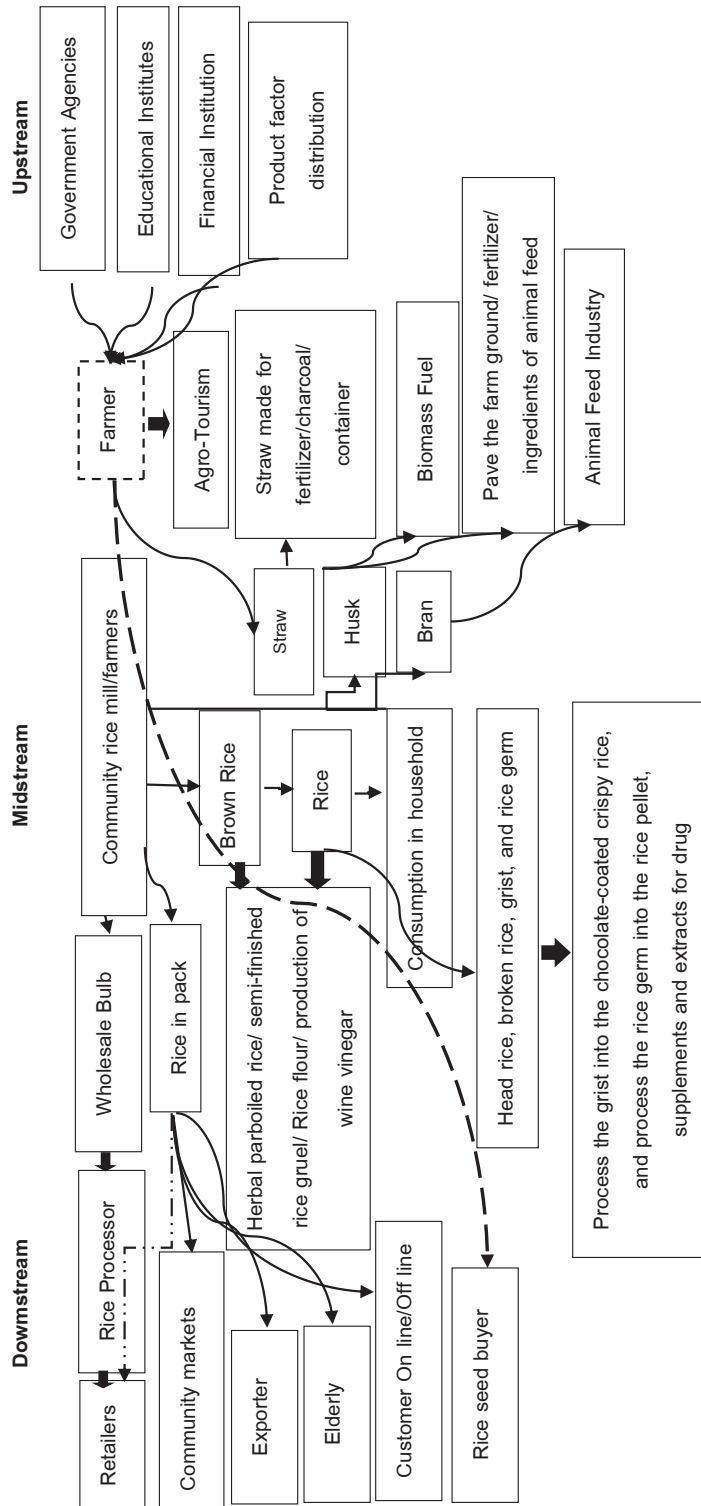 Upstream
Midstream
Dowmstream
Government Agencies
Educational Institutes
Financial Institution
Product factor
distribution
Farmer
Agro-Tourism
Straw made for
fertilizer/charcoal/
container
Biomass Fuel
Pave the farm ground/ fertilizer/
ingredients of animal feed
Animal Feed Industry
Straw
Husk
Bran
Community rice mill/farmers
Brown Rice
Rice
Consumption in household
Head rice, broken rice, grist, and rice germ
Process the grist into the chocolate-coated crispy rice,
and process the rice germ into the rice pellet,
supplements and extracts for drug
Wholesale Bulb
Rice in pack
Herbal parboiled rice/ semi-finished
rice gruel/ Rice flour/ production of
wine vinegar
Rice Processor
Retailers
Community markets
Exporter
Elderly
Customer On line/Off line
Rice seed buyer